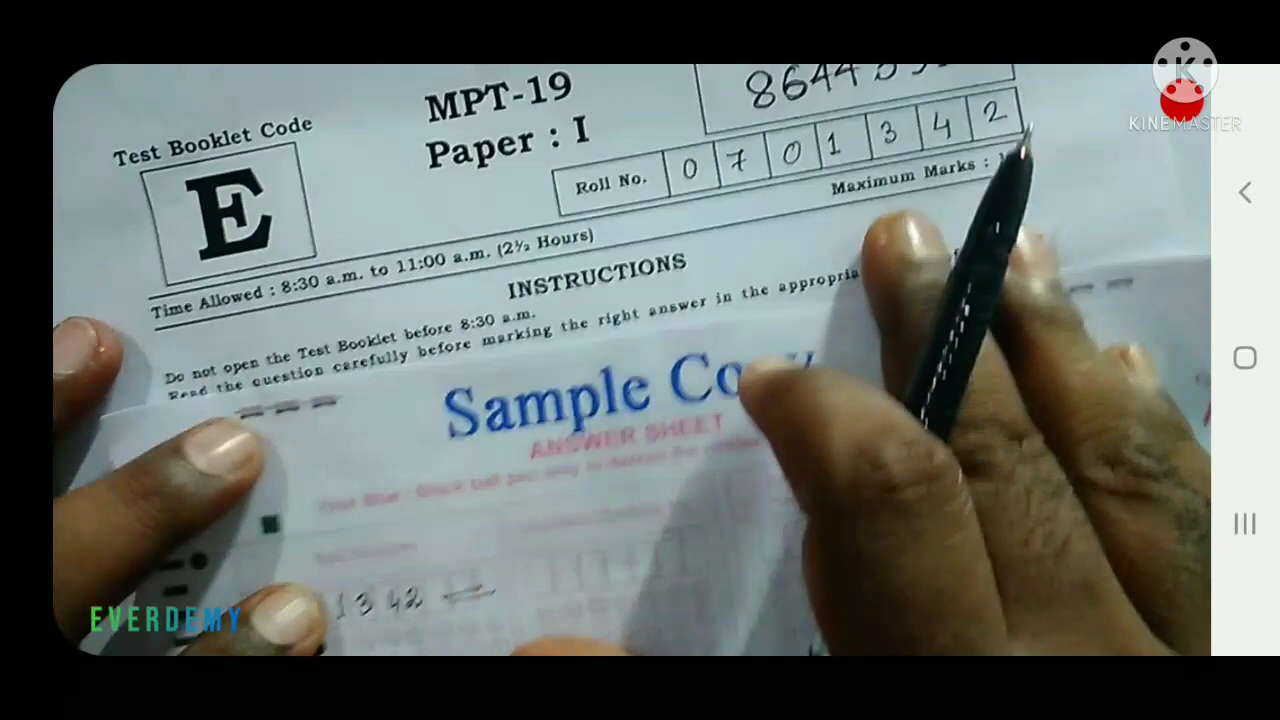 MPT-19
Test Booklet Code
E
Paper : I
86445
Roll No. 0 7 0 1 3 4 2
Maximum Marks :
Time Allowed : 8:30 a.m. to 11:00 a.m. (2½ Hours)
INSTRUCTIONS
Do not open the Test Booklet before 8:30 a.m.
Read the question carefully before marking the right answer in the appropria
Sample Copy
ANSWER SHEET
1342
KINEMASTER
EVERDEMY